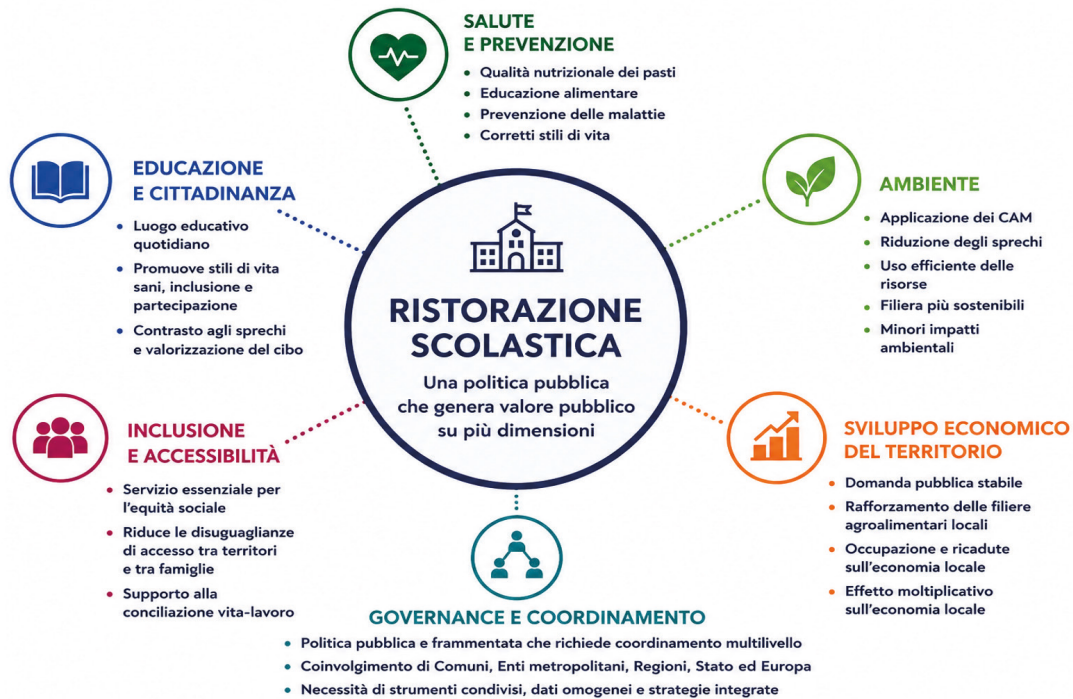 SALUTE
E PREVENZIONE
• Qualità nutrizionale dei pasti
• Educazione alimentare
• Prevenzione delle malattie
• Corretti stili di vita
EDUCAZIONE
E CITTADINANZA
• Luogo educativo
quotidiano
• Promuove stili di vita
sani, inclusione e
partecipazione
• Contrasto agli sprechi
e valorizzazione del cibo
AMBIENTE
• Applicazione dei CAM
• Riduzione degli sprechi
• Uso efficiente delle
risorse
• Filiera più sostenibili
• Minori impatti
ambientali
RISTORAZIONE
SCOLASTICA
Una politica pubblica
che genera valore pubblico
su più dimensioni
INCLUSIONE
E ACCESSIBILITÀ
• Servizio essenziale per
l'equità sociale
• Riduce le disuguaglianze
di accesso tra territori
e tra famiglie
• Supporto alla
conciliazione vita-lavoro
SVILUPPO ECONOMICO
DEL TERRITORIO
• Domanda pubblica stabile
• Rafforzamento delle filiere
agroalimentari locali
• Occupazione e ricadute
sull'economia locale
• Effetto moltiplicativo
sull'economia locale
GOVERNANCE E COORDINAMENTO
• Politica pubblica e frammentata che richiede coordinamento multilivello
• Coinvolgimento di Comuni, Enti metropolitani, Regioni, Stato ed Europa
• Necessità di strumenti condivisi, dati omogenei e strategie integrate